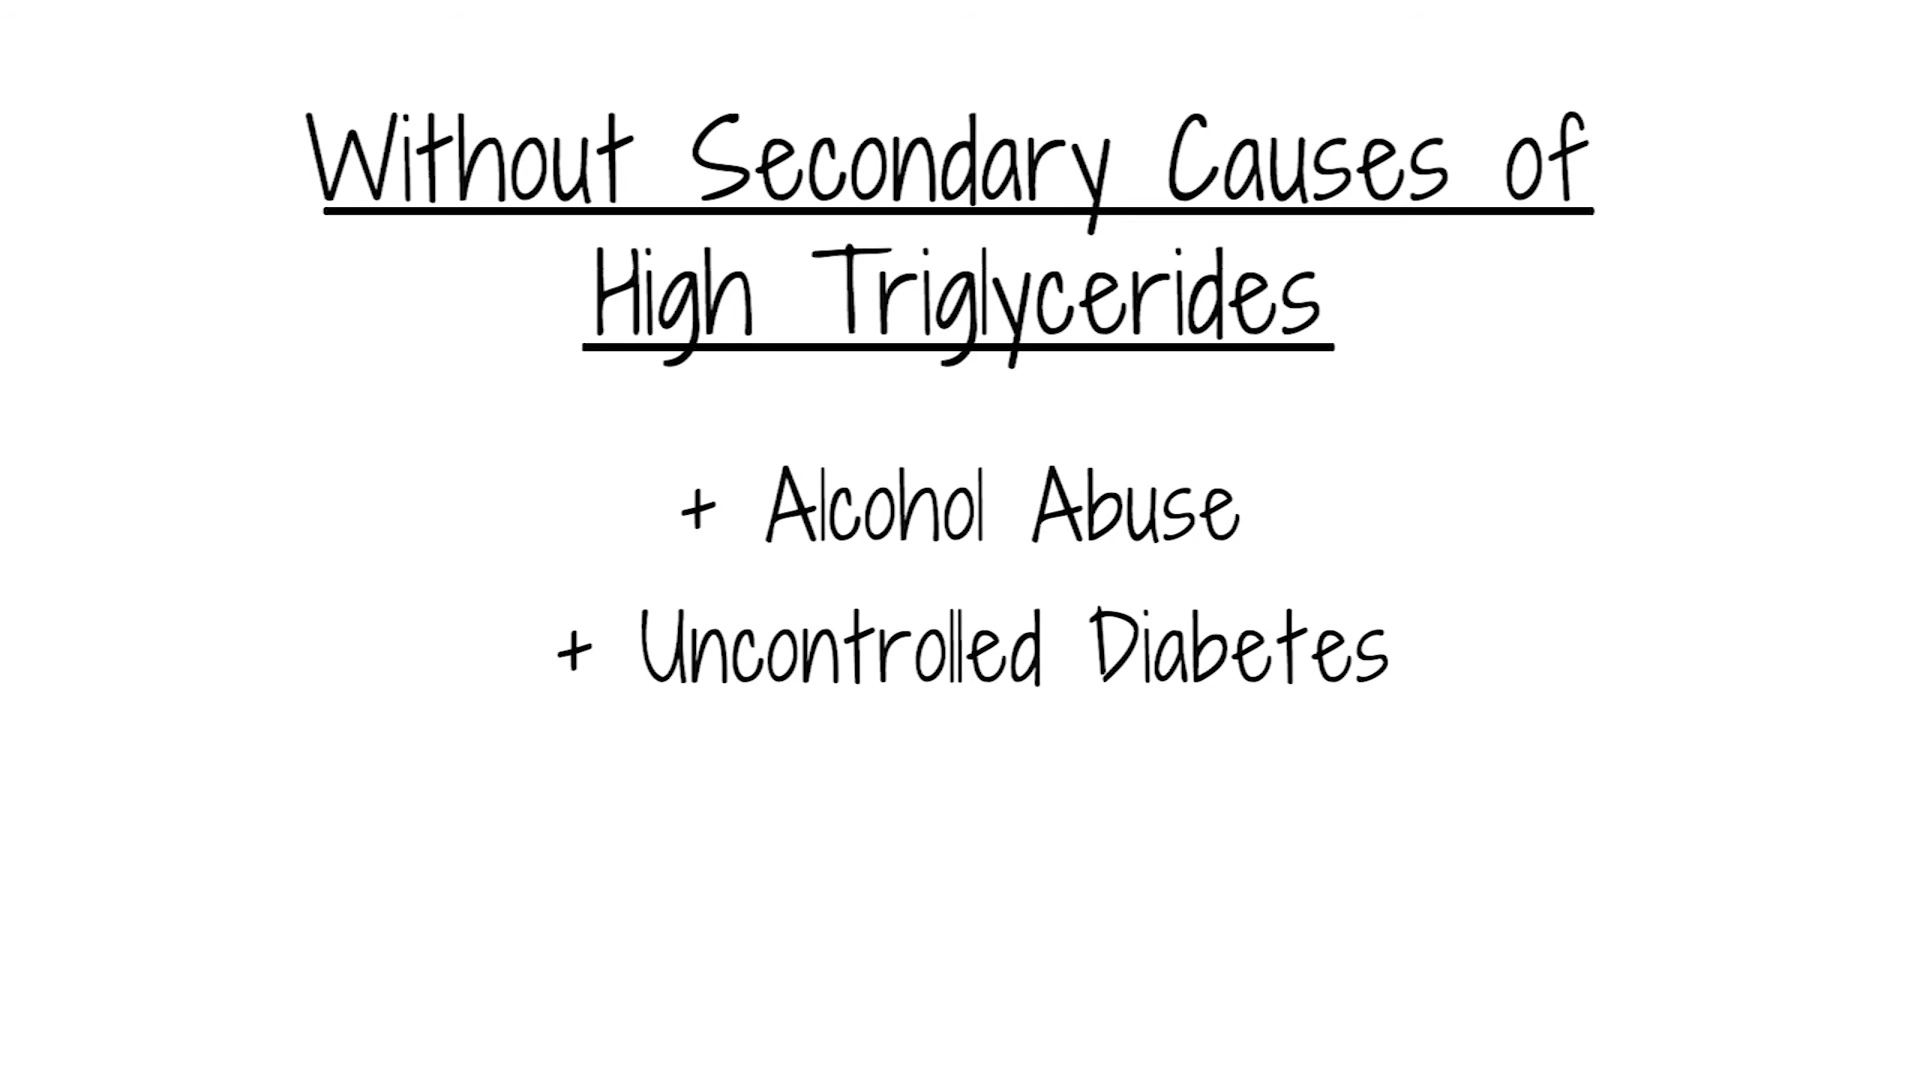 Without Secondary Causes of
High Triglycerides
+ Alcohol Abuse
+ Uncontrolled Diabetes